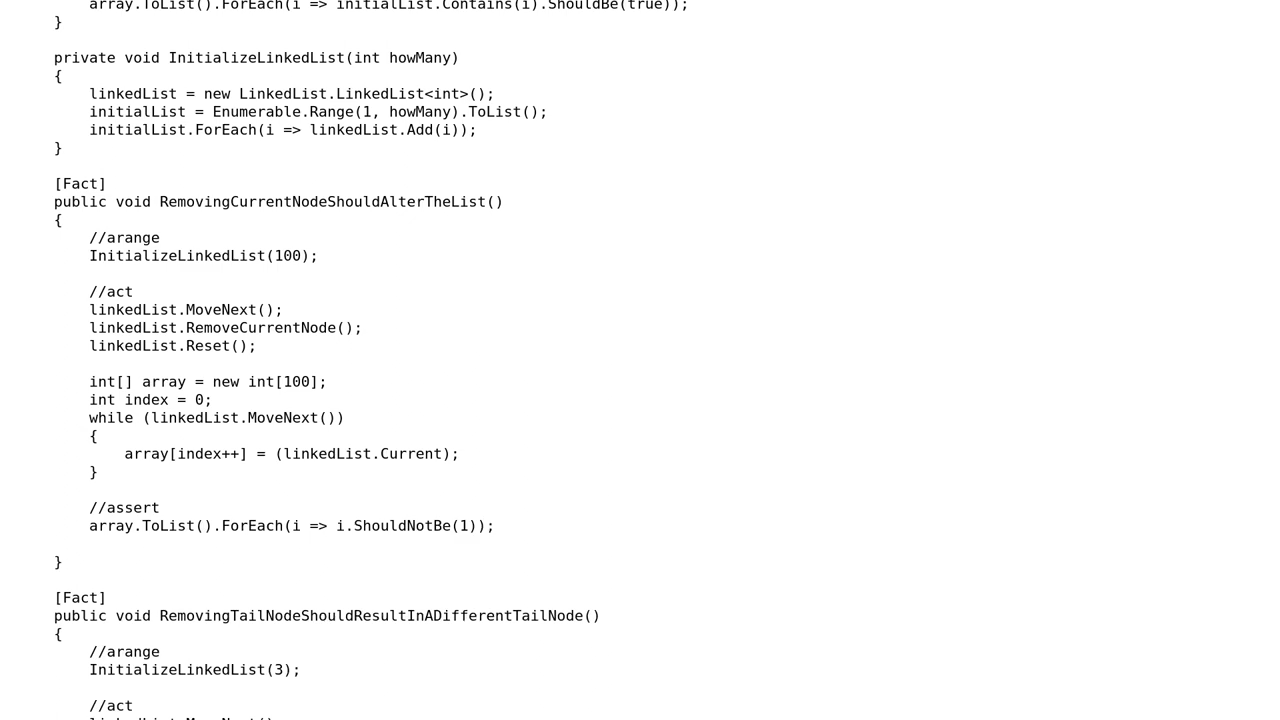 array.ToList().ForEach(i => initialList.Contains(i).ShouldBe(true));
}
private void InitializeLinkedList(int howMany)
{
linkedList = new LinkedList.LinkedList<int>();
initialList = Enumerable.Range(1, howMany).ToList();
initialList.ForEach(i => linkedList.Add(i));
}
[Fact]
public void RemovingCurrentNodeShouldAlterTheList()
{
//arange
InitializeLinkedList(100);
//act
linkedList.MoveNext();
linkedList.RemoveCurrentNode();
linkedList.Reset();
int[] array = new int[100];
int index = 0;
while (linkedList.MoveNext())
{
array[index++] = (linkedList.Current);
}
//assert
array.ToList().ForEach(i => i.ShouldNotBe(1));
}
[Fact]
public void RemovingTailNodeShouldResultInADifferentTailNode()
{
//arange
InitializeLinkedList(3);
//act